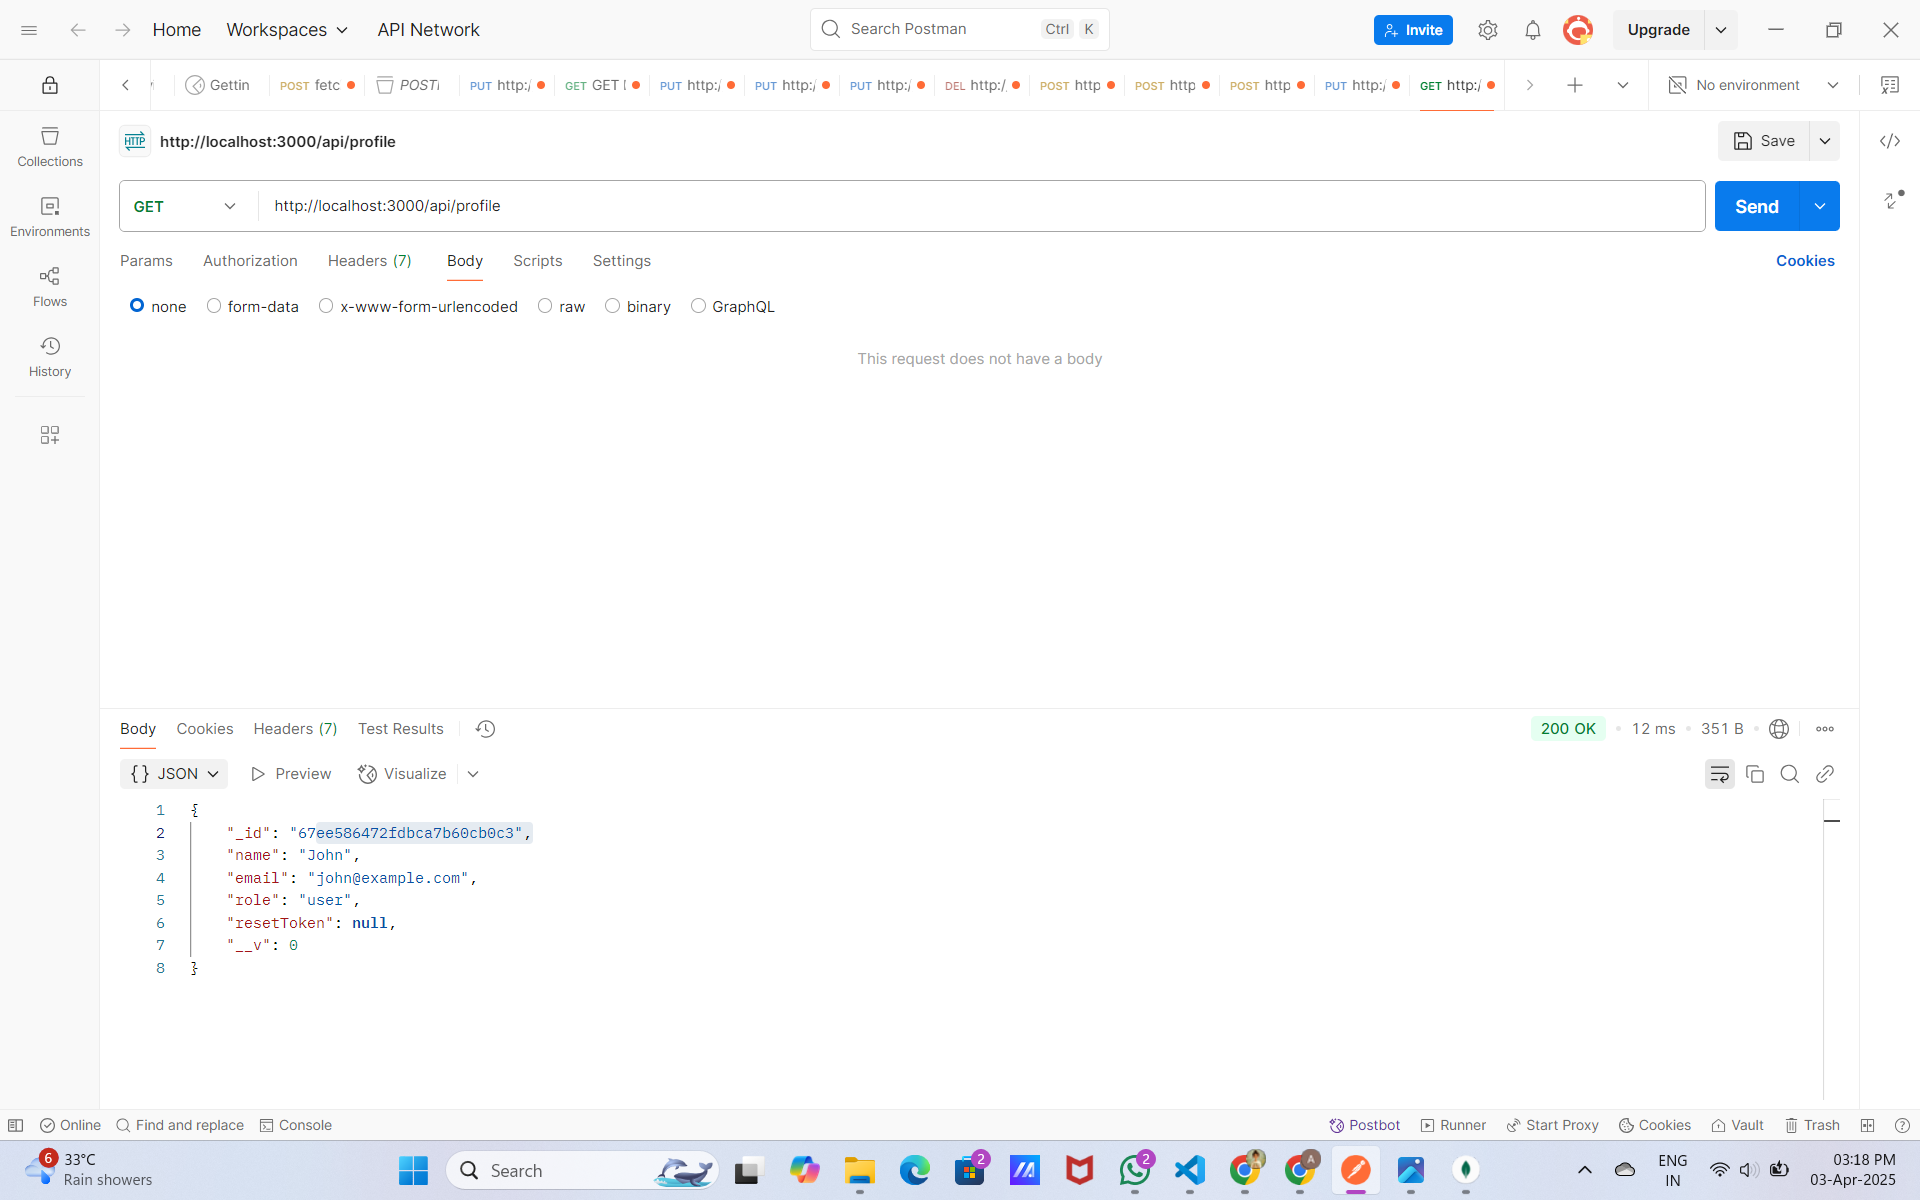 Home Workspaces API Network Search Postman Ctrl K Invite Upgrade
Gettin POST fetc POST PUT http:/ GET GET PUT http:/ PUT http:/ PUT http:/ DEL http:/ POST http POST http POST http PUT http:/ GET http:/ No environment
HTTP http://localhost:3000/api/profile Save
GET http://localhost:3000/api/profile Send
Params Authorization Headers (7) Body Scripts Settings Cookies
none form-data x-www-form-urlencoded raw binary GraphQL
This request does not have a body
Collections
Environments
Flows
History
Body Cookies Headers (7) Test Results 200 OK • 12 ms • 351 B •
{} JSON Preview Visualize
1 {
2 "_id": "67ee586472fdbca7b60cb0c3",
3 "name": "John",
4 "email": "john@example.com",
5 "role": "user",
6 "resetToken": null,
7 "__v": 0
8 }
Online Find and replace Console Postbot Runner Start Proxy Cookies Vault Trash
6 33°C
Rain showers
Search
2
2
A
ENG
IN
03:18 PM
03-Apr-2025